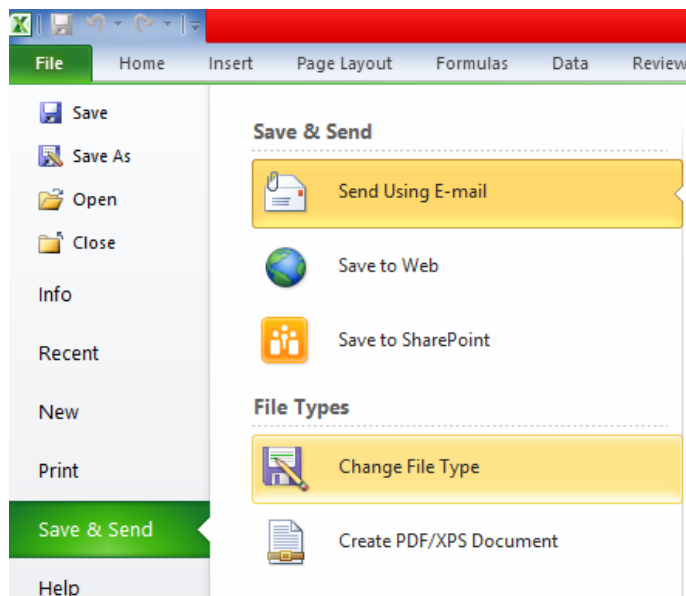 File Home Insert Page Layout Formulas Data Review
Save
Save As
Open
Close
Info
Recent
New
Print
Save & Send
Help
Save & Send
Send Using E-mail
Save to Web
Save to SharePoint
File Types
Change File Type
Create PDF/XPS Document